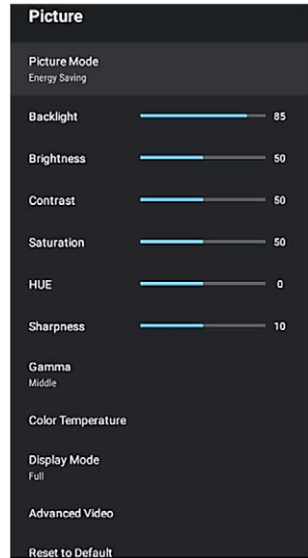 Picture
Picture Mode
Energy Saving
Backlight 85
Brightness 50
Contrast 50
Saturation 50
HUE 0
Sharpness 10
Gamma
Middle
Color Temperature
Display Mode
Full
Advanced Video
Reset to Default